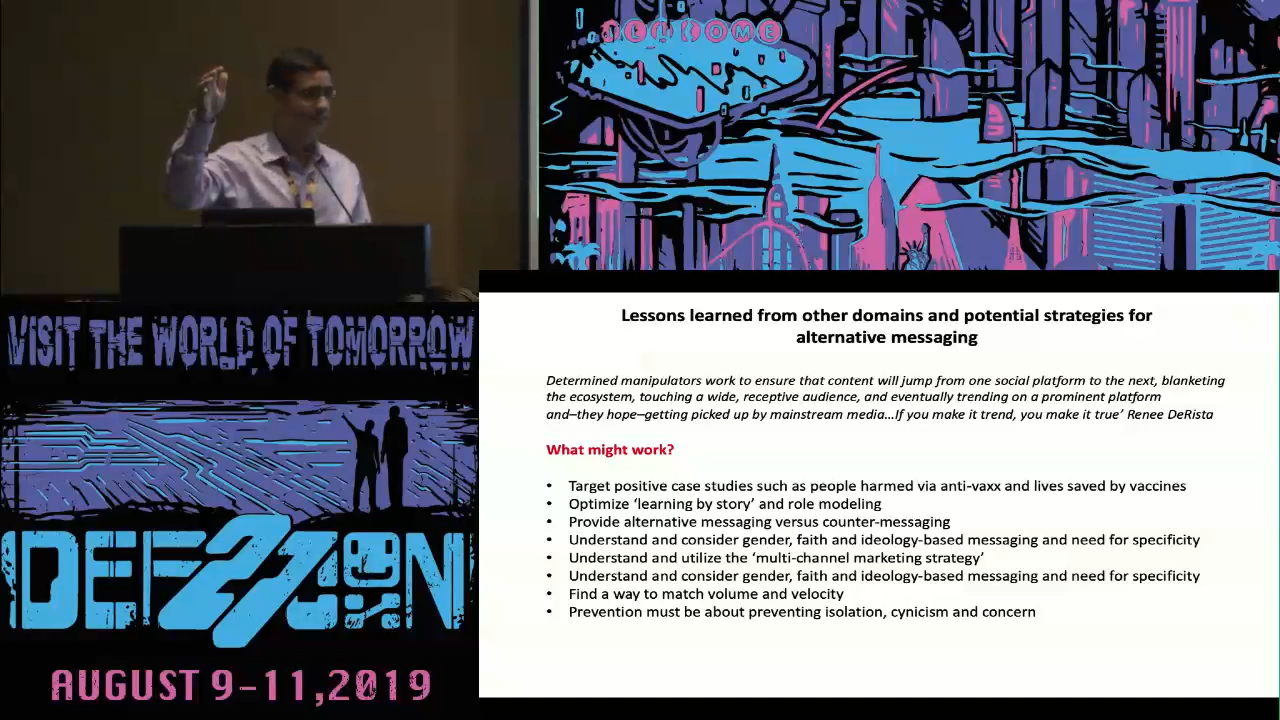 WELCOME
VISIT THE WORLD OF TOMORROW
DEFCON
27
AUGUST 9-11,2019
Lessons learned from other domains and potential strategies for
alternative messaging
Determined manipulators work to ensure that content will jump from one social platform to the next, blanketing
the ecosystem, touching a wide, receptive audience, and eventually trending on a prominent platform
and–they hope–getting picked up by mainstream media...If you make it trend, you make it true’ Renee DeRista
What might work?
• Target positive case studies such as people harmed via anti-vaxx and lives saved by vaccines
• Optimize ‘learning by story’ and role modeling
• Provide alternative messaging versus counter-messaging
• Understand and consider gender, faith and ideology-based messaging and need for specificity
• Understand and utilize the ‘multi-channel marketing strategy’
• Understand and consider gender, faith and ideology-based messaging and need for specificity
• Find a way to match volume and velocity
• Prevention must be about preventing isolation, cynicism and concern